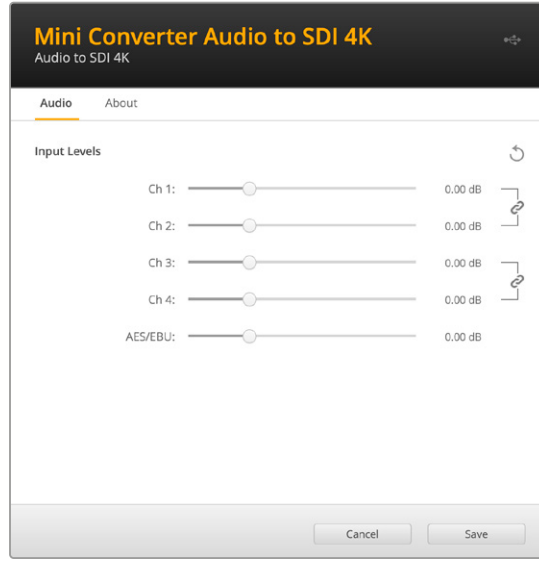 Mini Converter Audio to SDI 4K
Audio to SDI 4K
Audio About
Input Levels
Ch 1: 0.00 dB
Ch 2: 0.00 dB
Ch 3: 0.00 dB
Ch 4: 0.00 dB
AES/EBU: 0.00 dB
Cancel Save